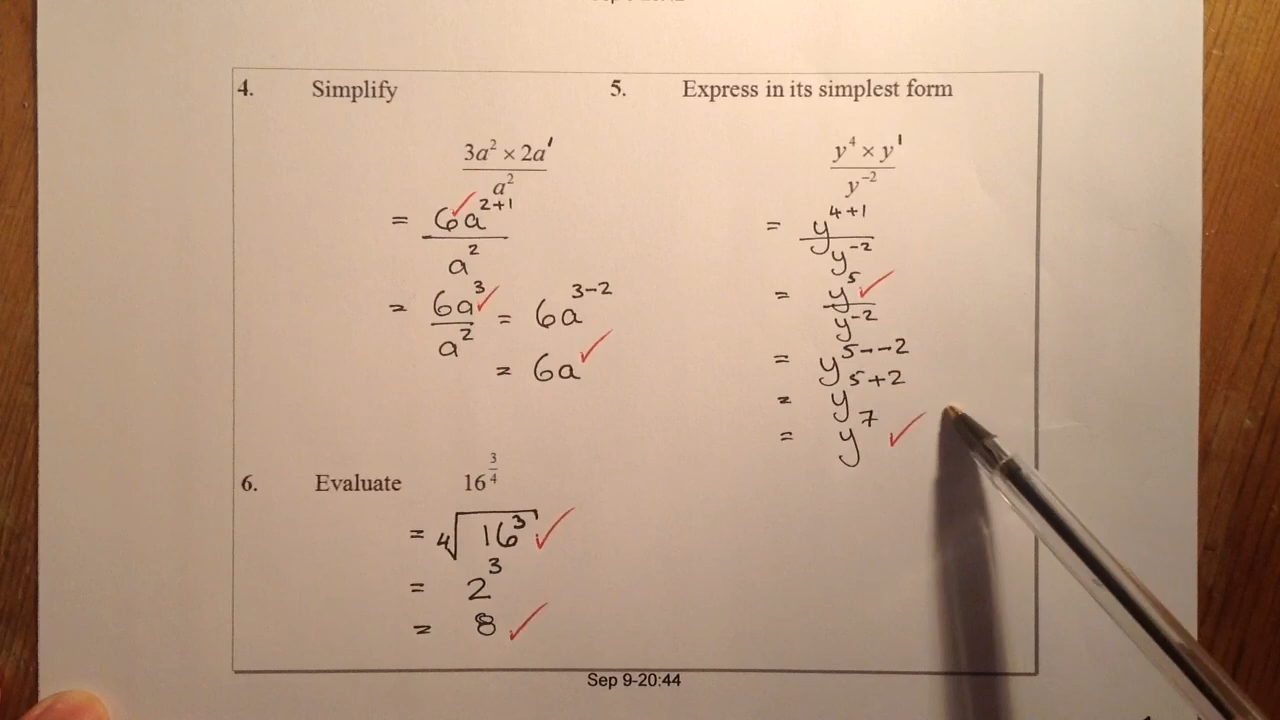 4. Simplify
3a² × 2a¹
a²
= 6a²⁺¹
a²
= 6a³ = 6a³⁻²
a²
= 6a
5. Express in its simplest form
y⁴ × y¹
y⁻²
= y⁴⁺¹
y⁻²
= y⁵
y⁻²
= y⁵⁻⁻²
= y⁵⁺²
= y⁷
6. Evaluate 16^(3/4)
= ⁴√16³
= 2³
= 8
Sep 9-20:44